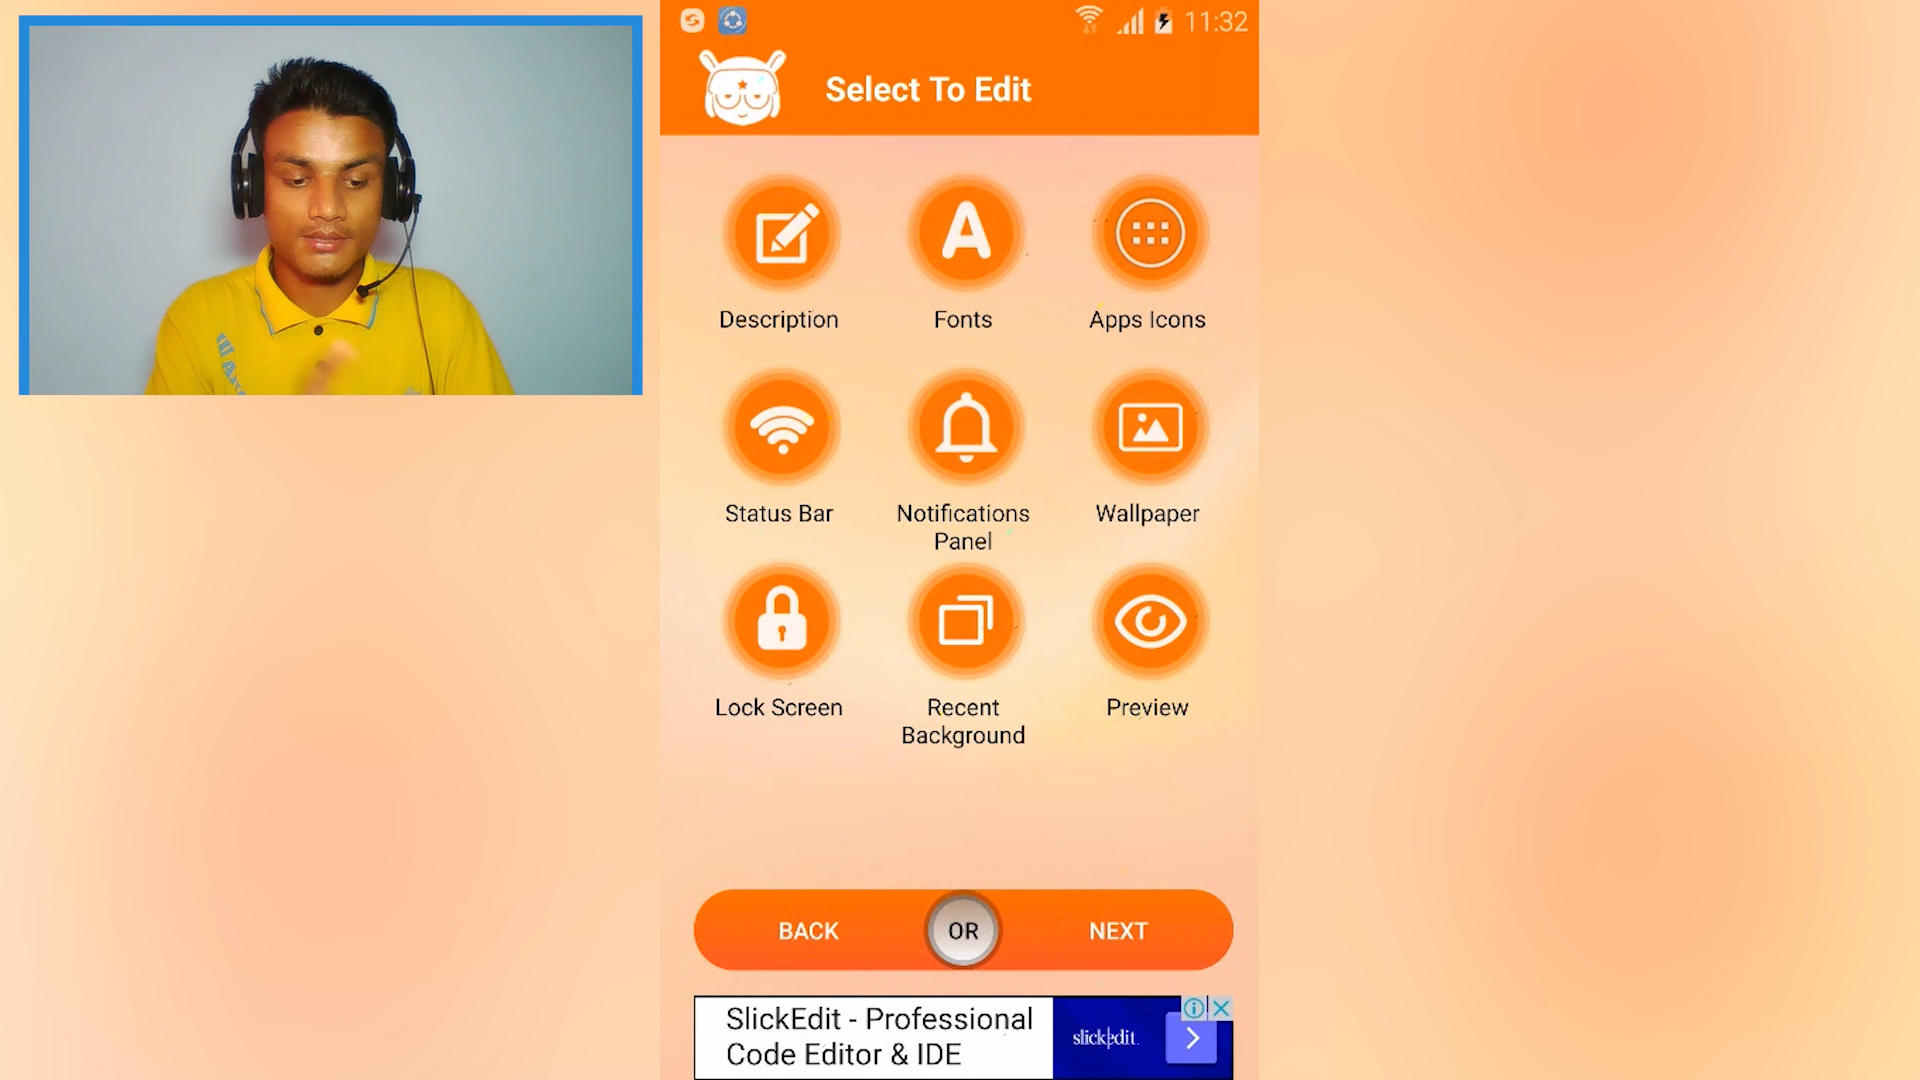 11:32
Select To Edit
Description
Fonts
Apps Icons
Status Bar
Notifications
Panel
Wallpaper
Lock Screen
Recent
Background
Preview
BACK
OR
NEXT
SlickEdit - Professional
Code Editor & IDE
slickedit.